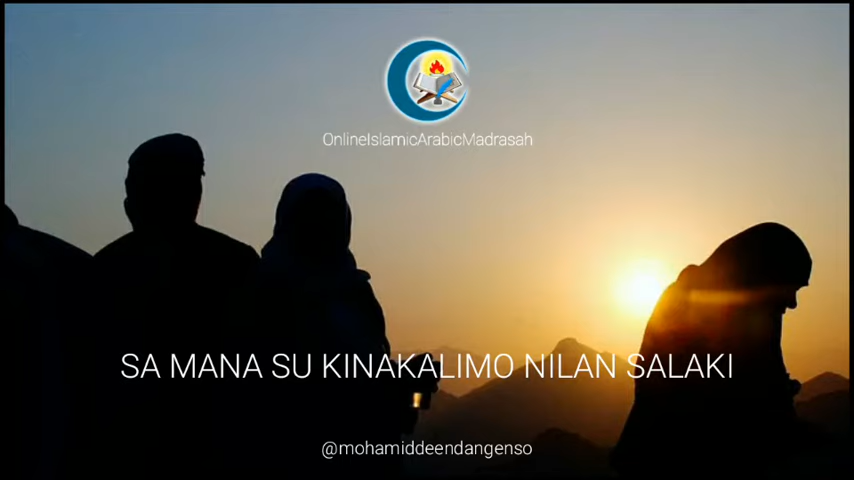 OnlineIslamicArabicMadrasah
SA MANA SU KINAKALIMO NILAN SALAKI
@mohamiddeendangenso